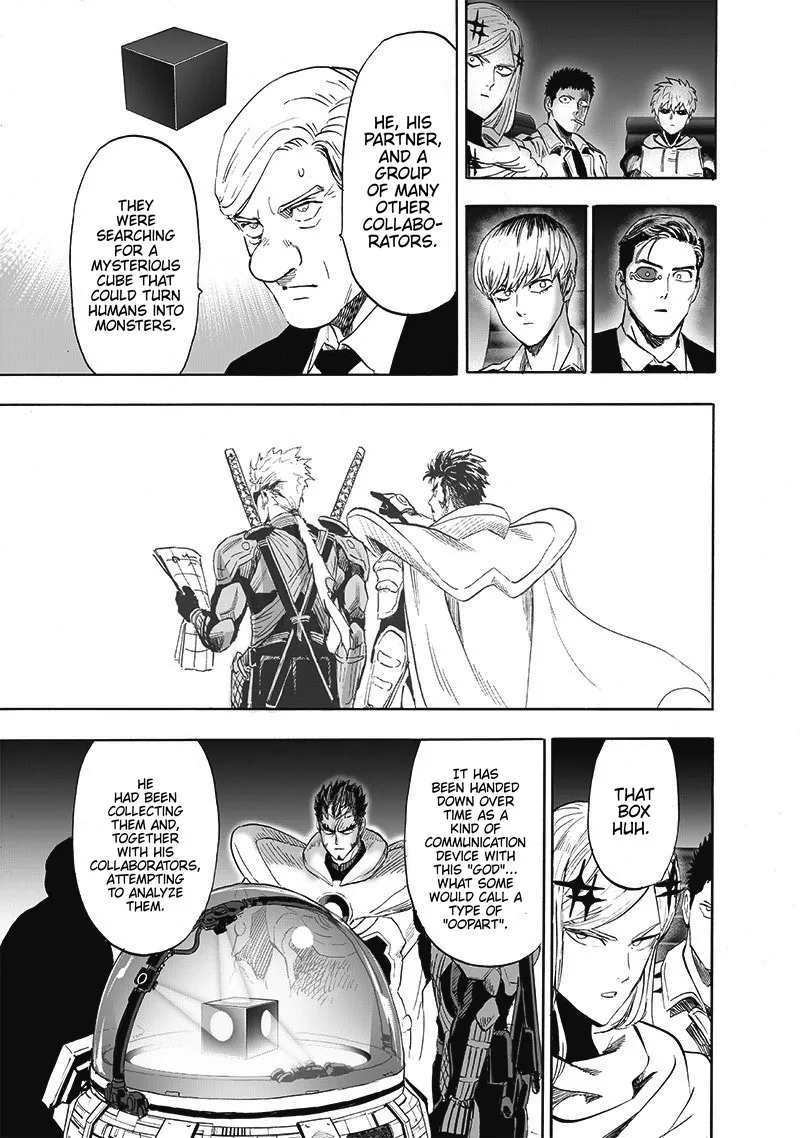 HE, HIS
PARTNER,
AND A
GROUP
OF MANY
OTHER
COLLABO-
RATORS.
THEY
WERE
SEARCHING
FOR A
MYSTERIOUS
CUBE THAT
COULD TURN
HUMANS INTO
MONSTERS.
THAT
BOX
HUH.
IT HAS
BEEN HANDED
DOWN OVER
TIME AS A
KIND OF
COMMUNICATION
DEVICE WITH
THIS "GOD"...
WHAT SOME
WOULD CALL A
TYPE OF
"OOPART".
HE
HAD BEEN
COLLECTING
THEM AND,
TOGETHER
WITH HIS
COLLABORATORS,
ATTEMPTING
TO ANALYZE
THEM.